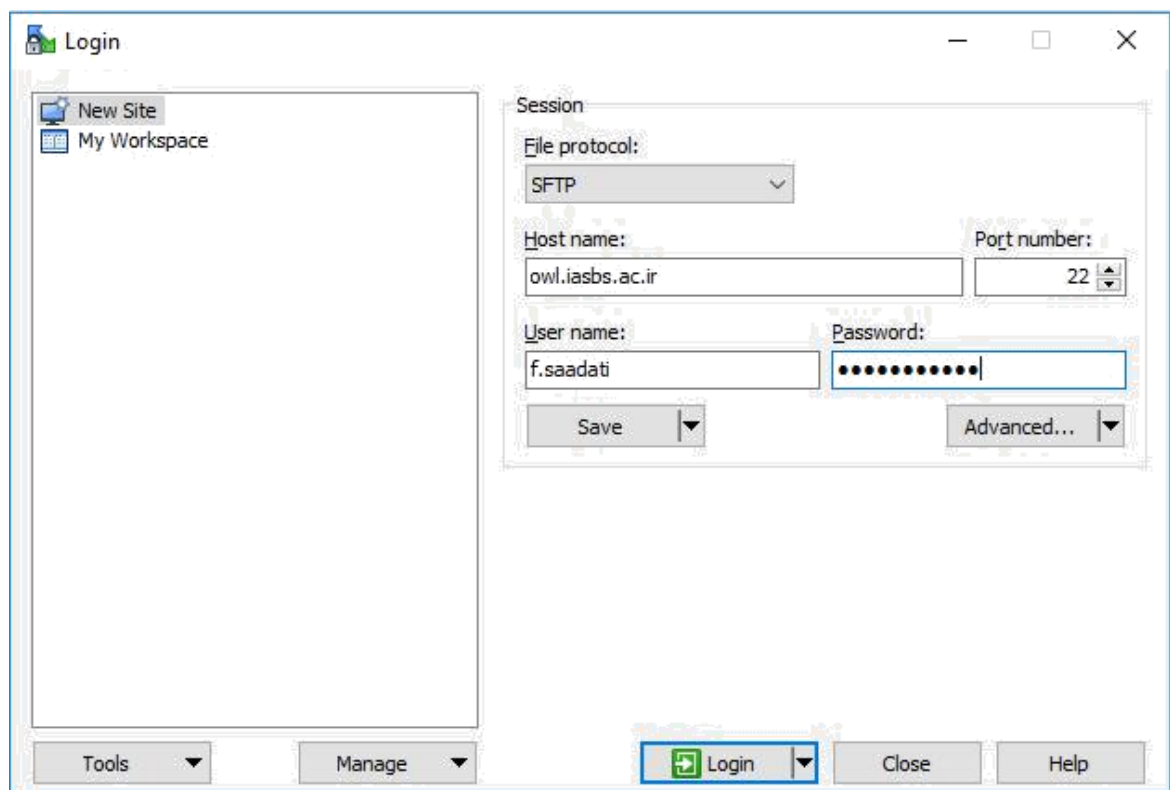 Login
New Site
My Workspace
Session
File protocol:
SFTP
Host name:
Port number:
owl.iasbs.ac.ir
22
User name:
Password:
f.saadati
●●●●●●●●●●●
Save
Advanced...
Tools
Manage
Login
Close
Help